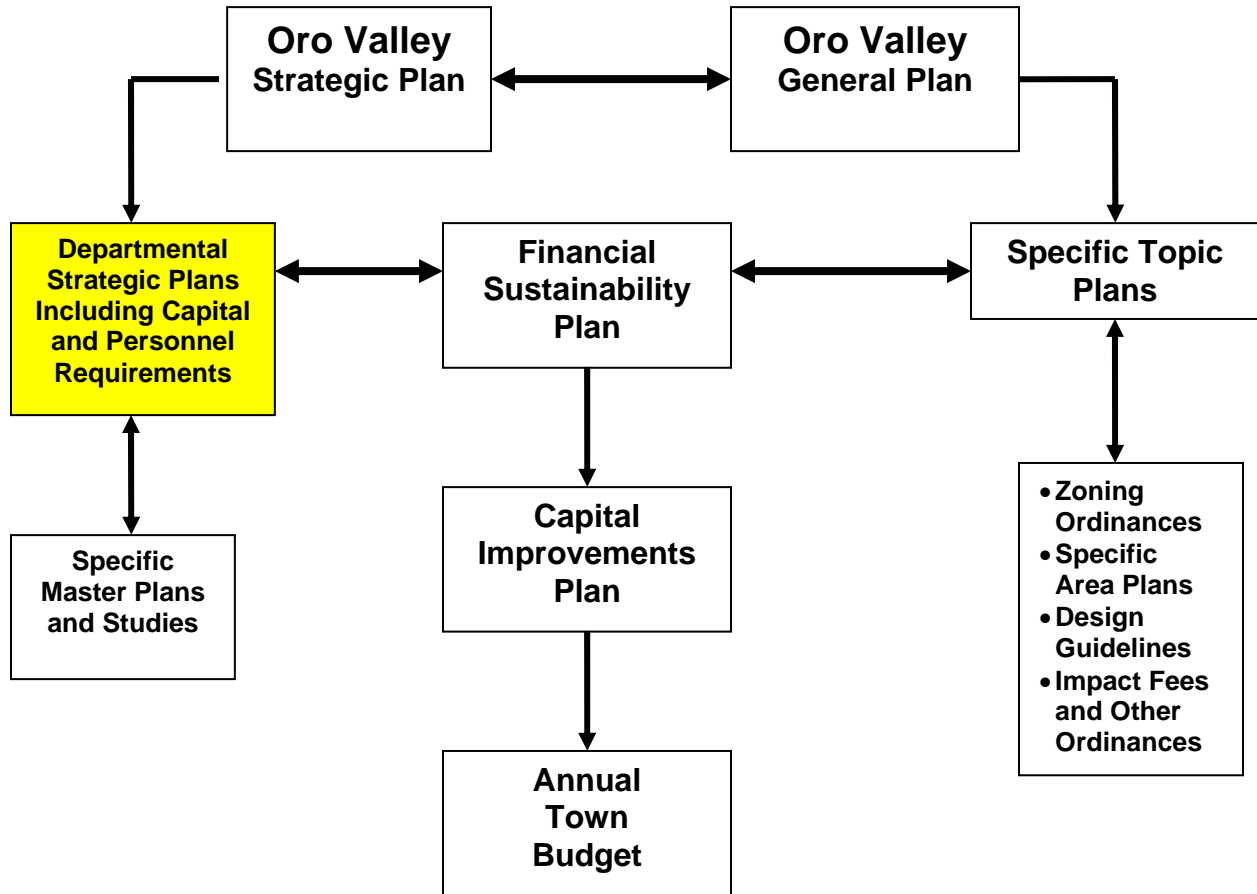 Oro Valley
Strategic Plan
Oro Valley
General Plan
Departmental
Strategic Plans
Including Capital
and Personnel
Requirements
Financial
Sustainability
Plan
Specific Topic
Plans
Specific
Master Plans
and Studies
Capital
Improvements
Plan
• Zoning
Ordinances
• Specific
Area Plans
• Design
Guidelines
• Impact Fees
and Other
Ordinances
Annual
Town
Budget